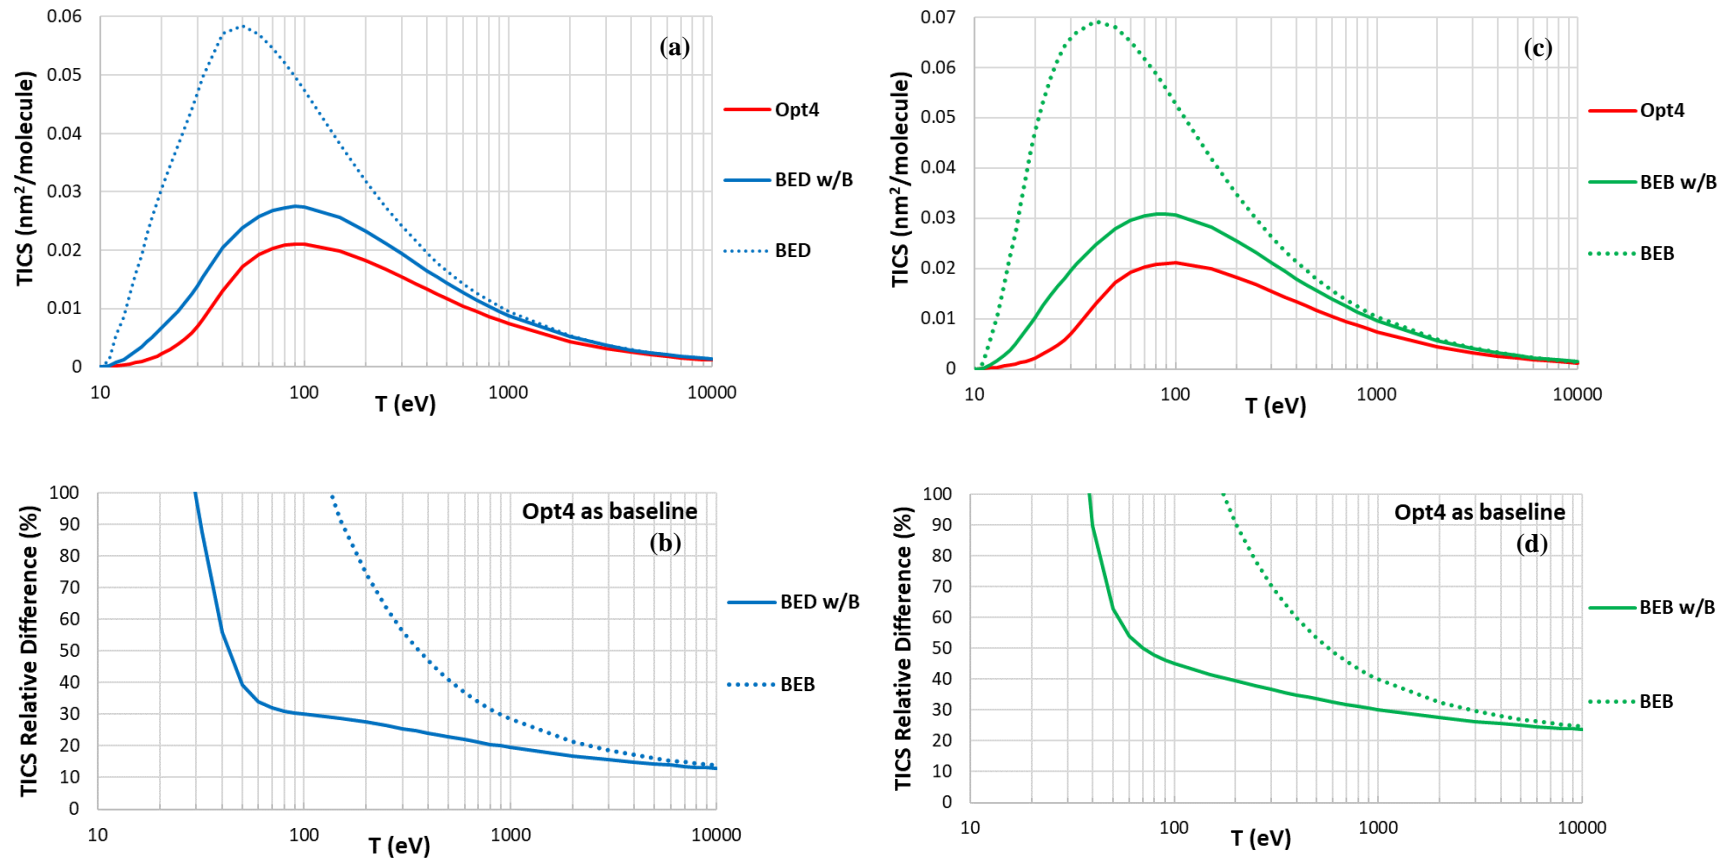 0.06
0.05
0.04
0.03
0.02
0.01
0
TICS (nm²/molecule)
(a)
10
100
1000
10000
T (eV)
Opt4
BED w/B
BED
0.07
0.06
0.05
0.04
0.03
0.02
0.01
0
TICS (nm²/molecule)
(c)
10
100
1000
10000
T (eV)
Opt4
BEB w/B
BEB
100
90
80
70
60
50
40
30
20
10
0
TICS Relative Difference (%)
Opt4 as baseline
(b)
10
100
1000
10000
T (eV)
BED w/B
BEB
100
90
80
70
60
50
40
30
20
10
0
TICS Relative Difference (%)
Opt4 as baseline
(d)
10
100
1000
10000
T (eV)
BEB w/B
BEB